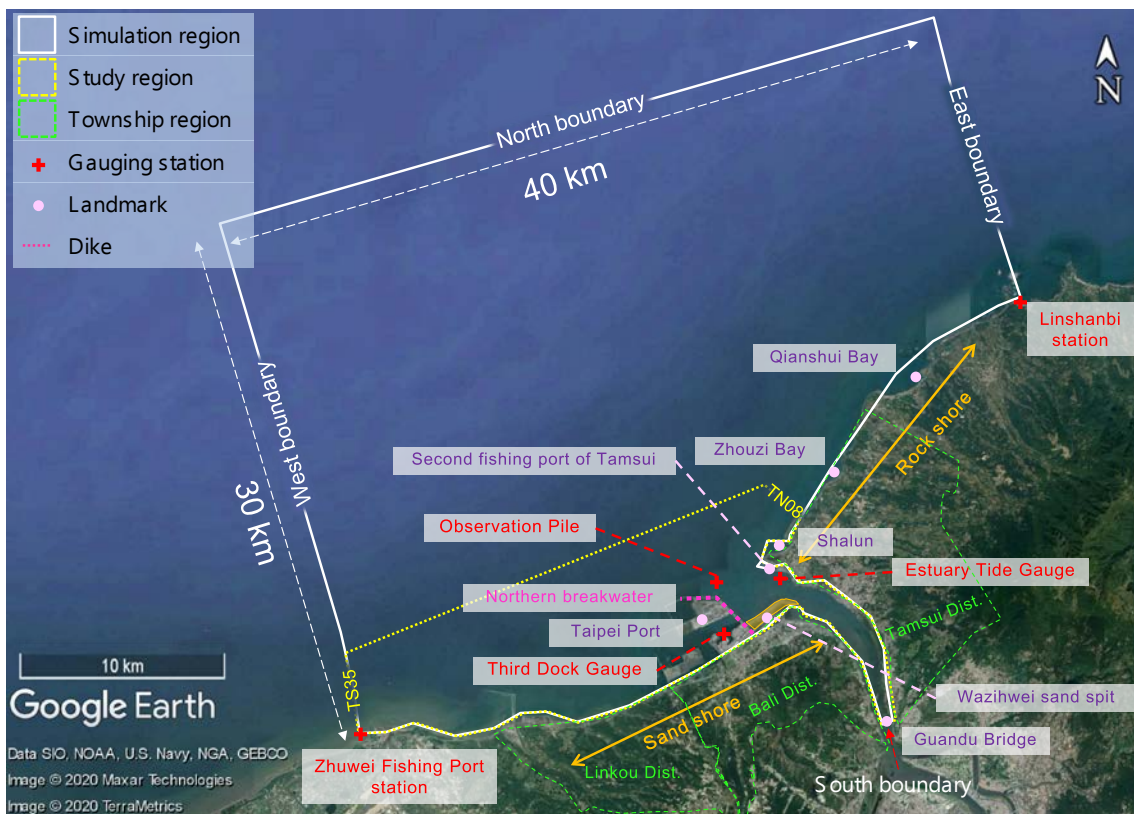 Simulation region
Study region
Township region
Gauging station
Landmark
Dike
N
North boundary
40 km
East boundary
West boundary
30 km
Linshanbi
station
Qianshui Bay
Rock shore
Zhouzi Bay
Second fishing port of Tamsui
TN08
Observation Pile
Shalun
Estuary Tide Gauge
Northern breakwater
Taipei Port
Tamsui Dist.
Third Dock Gauge
TS35
Wazihwei sand spit
Bali Dist.
Sand shore
Guandu Bridge
Linkou Dist.
Zhuwei Fishing Port
station
South boundary
10 km
Google Earth
Data SIO, NOAA, U.S. Navy, NGA, GEBCO
Image © 2020 Maxar Technologies
Image © 2020 TerraMetrics